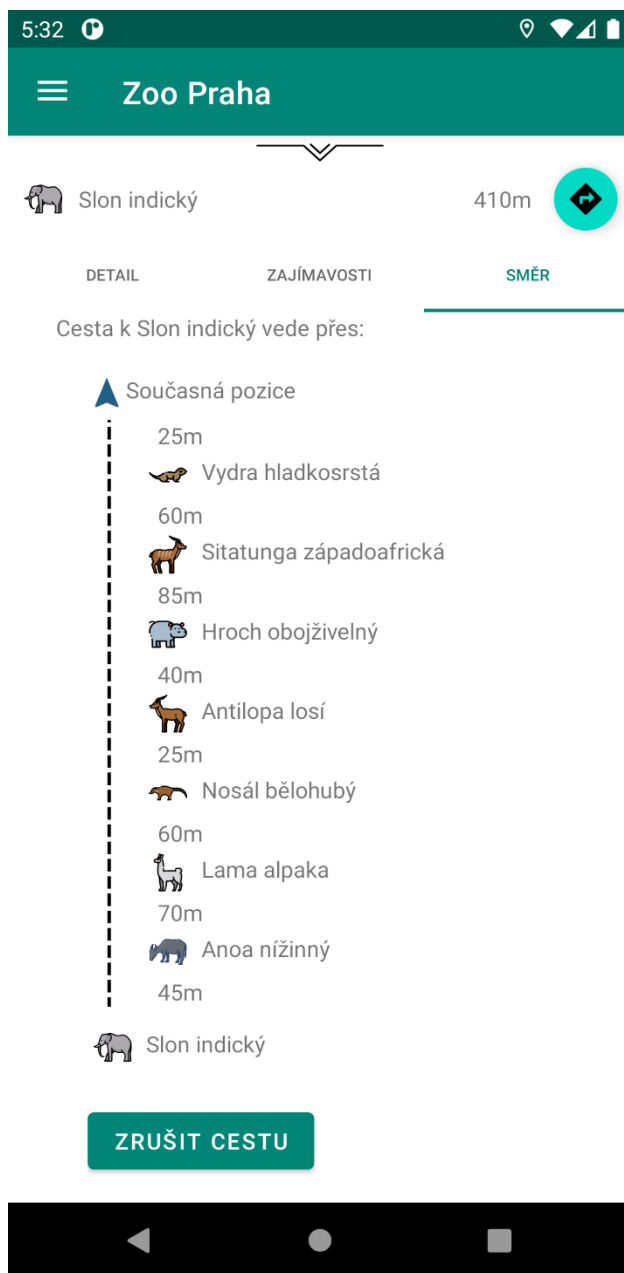 5:32
Zoo Praha
Slon indický 410m
DETAIL ZAJÍMAVOSTI SMĚR
Cesta k Slon indický vede přes:
Současná pozice
25m
Vydra hladkosrstá
60m
Sitatunga západoafrická
85m
Hroch obojživelný
40m
Antilopa losí
25m
Nosál bělohubý
60m
Lama alpaka
70m
Anoa nížinný
45m
Slon indický
ZRUŠIT CESTU